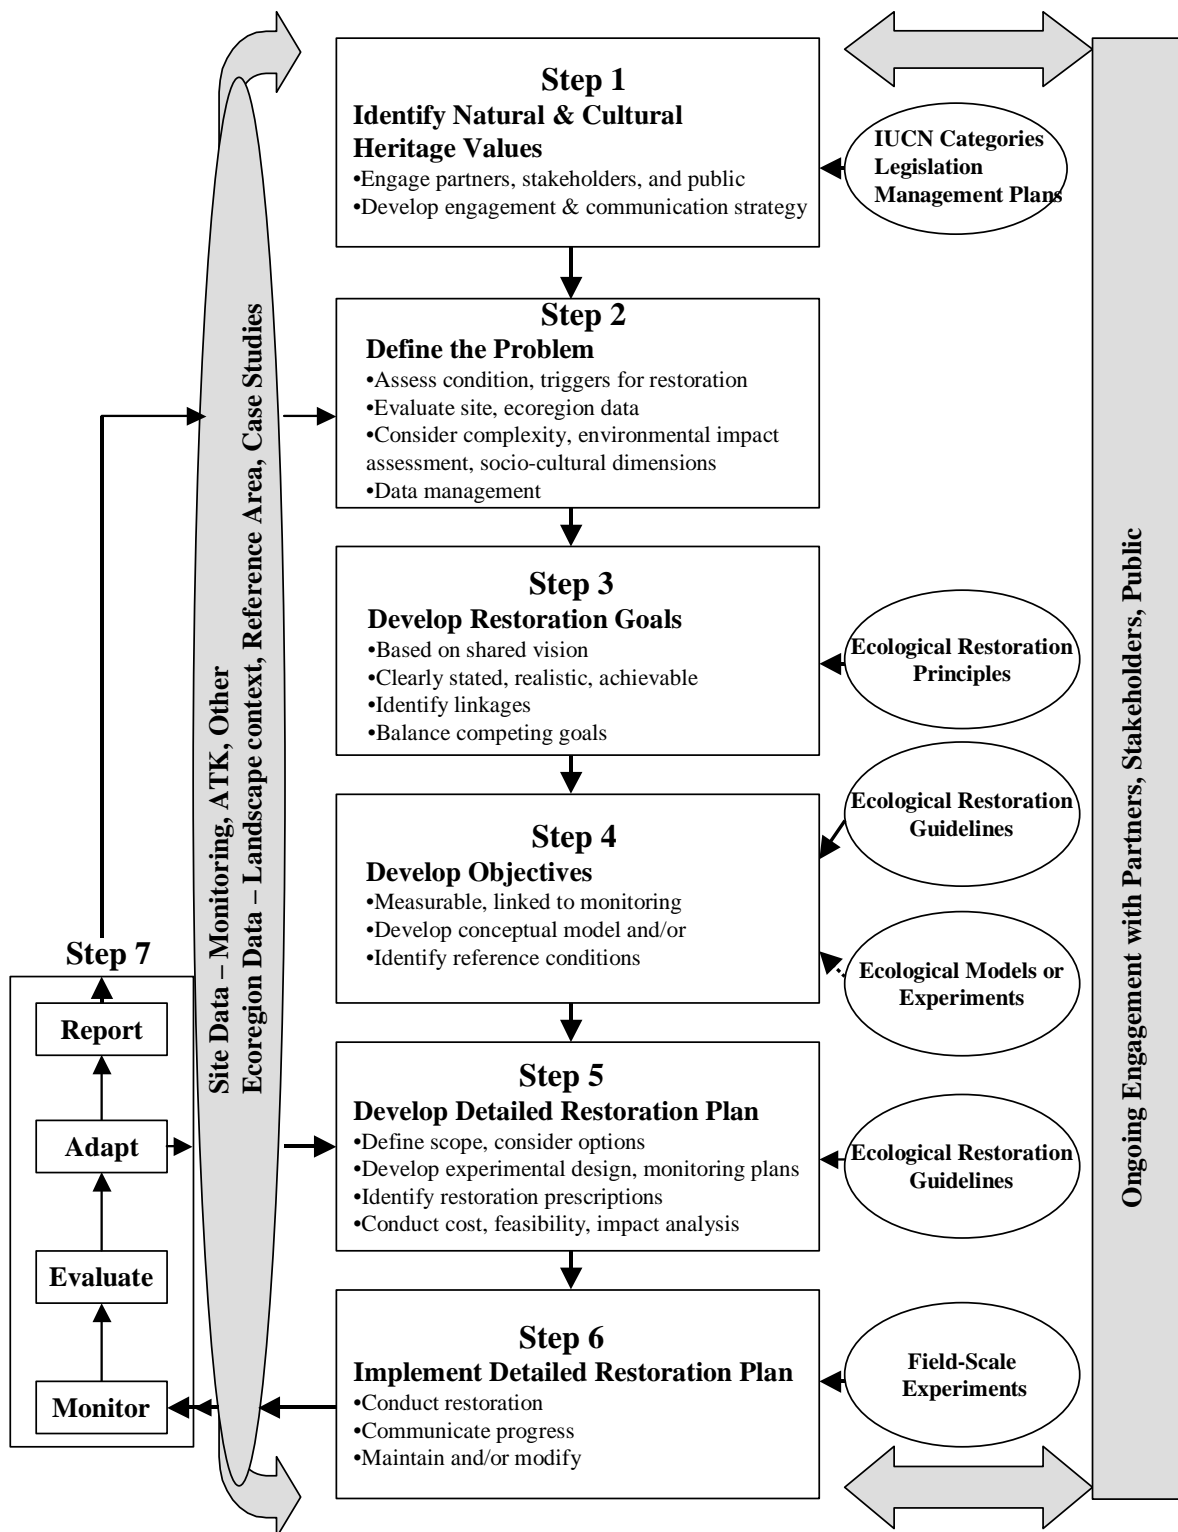 Step 1
Identify Natural & Cultural
Heritage Values
•Engage partners, stakeholders, and public
•Develop engagement & communication strategy
IUCN Categories
Legislation
Management Plans
Step 2
Define the Problem
•Assess condition, triggers for restoration
•Evaluate site, ecoregion data
•Consider complexity, environmental impact
assessment, socio-cultural dimensions
•Data management
Step 3
Develop Restoration Goals
•Based on shared vision
•Clearly stated, realistic, achievable
•Identify linkages
•Balance competing goals
Ecological Restoration
Principles
Step 4
Develop Objectives
•Measurable, linked to monitoring
•Develop conceptual model and/or
•Identify reference conditions
Ecological Restoration
Guidelines
Ecological Models or
Experiments
Step 5
Develop Detailed Restoration Plan
•Define scope, consider options
•Develop experimental design, monitoring plans
•Identify restoration prescriptions
•Conduct cost, feasibility, impact analysis
Ecological Restoration
Guidelines
Step 6
Implement Detailed Restoration Plan
•Conduct restoration
•Communicate progress
•Maintain and/or modify
Field-Scale
Experiments
Step 7
Report
Adapt
Evaluate
Monitor
Site Data – Monitoring, ATK, Other
Ecoregion Data – Landscape context, Reference Area, Case Studies
Ongoing Engagement with Partners, Stakeholders, Public